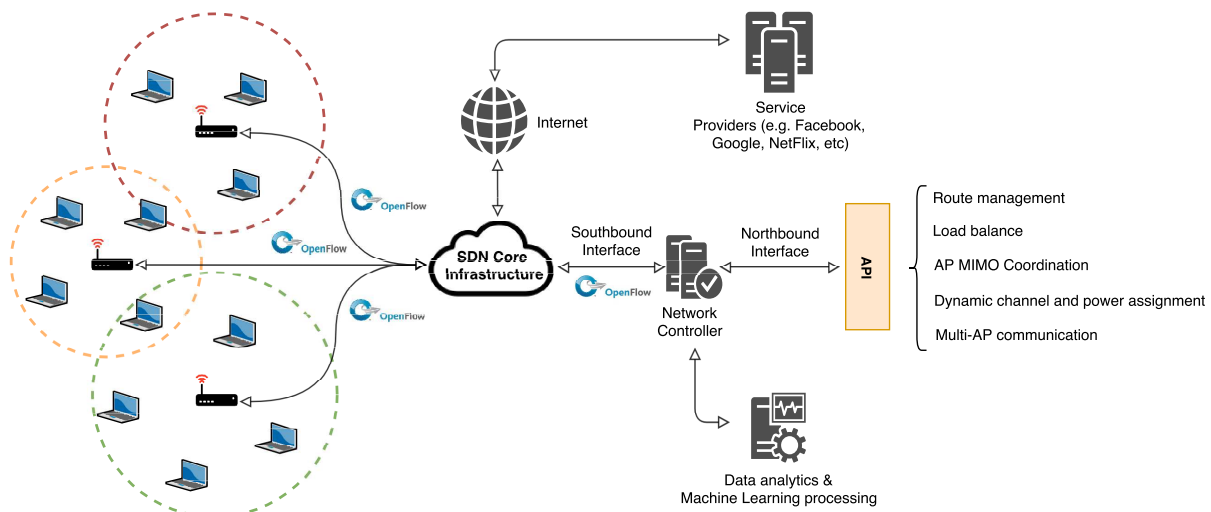 Service
Providers (e.g. Facebook,
Google, NetFlix, etc)
Internet
OpenFlow
OpenFlow
OpenFlow
SDN Core
Infrastructure
Southbound
Interface
OpenFlow
Network
Controller
Northbound
Interface
API
Route management
Load balance
AP MIMO Coordination
Dynamic channel and power assignment
Multi-AP communication
Data analytics &
Machine Learning processing